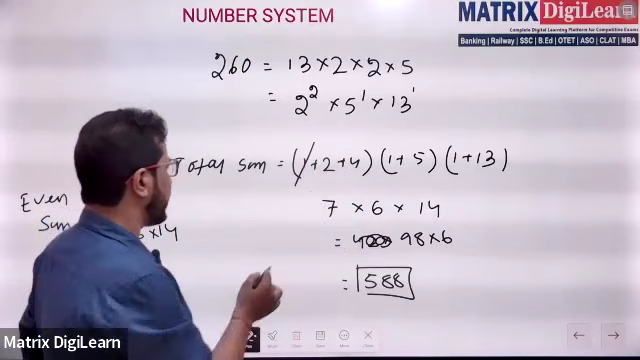 NUMBER SYSTEM
MATRIX DigiLearn
Complete Digital Learning Platform for Competitive Exams
Banking | Railway | SSC | B.Ed | OTET | ASO | CLAT | MBA
260 = 13 × 2 × 2 × 5
= 2² × 5¹ × 13¹
Total Sum = (1+2+4) (1+5) (1+13)
7 × 6 × 14
= 98×6
= 588
Even
Sum
×14
Matrix DigiLearn